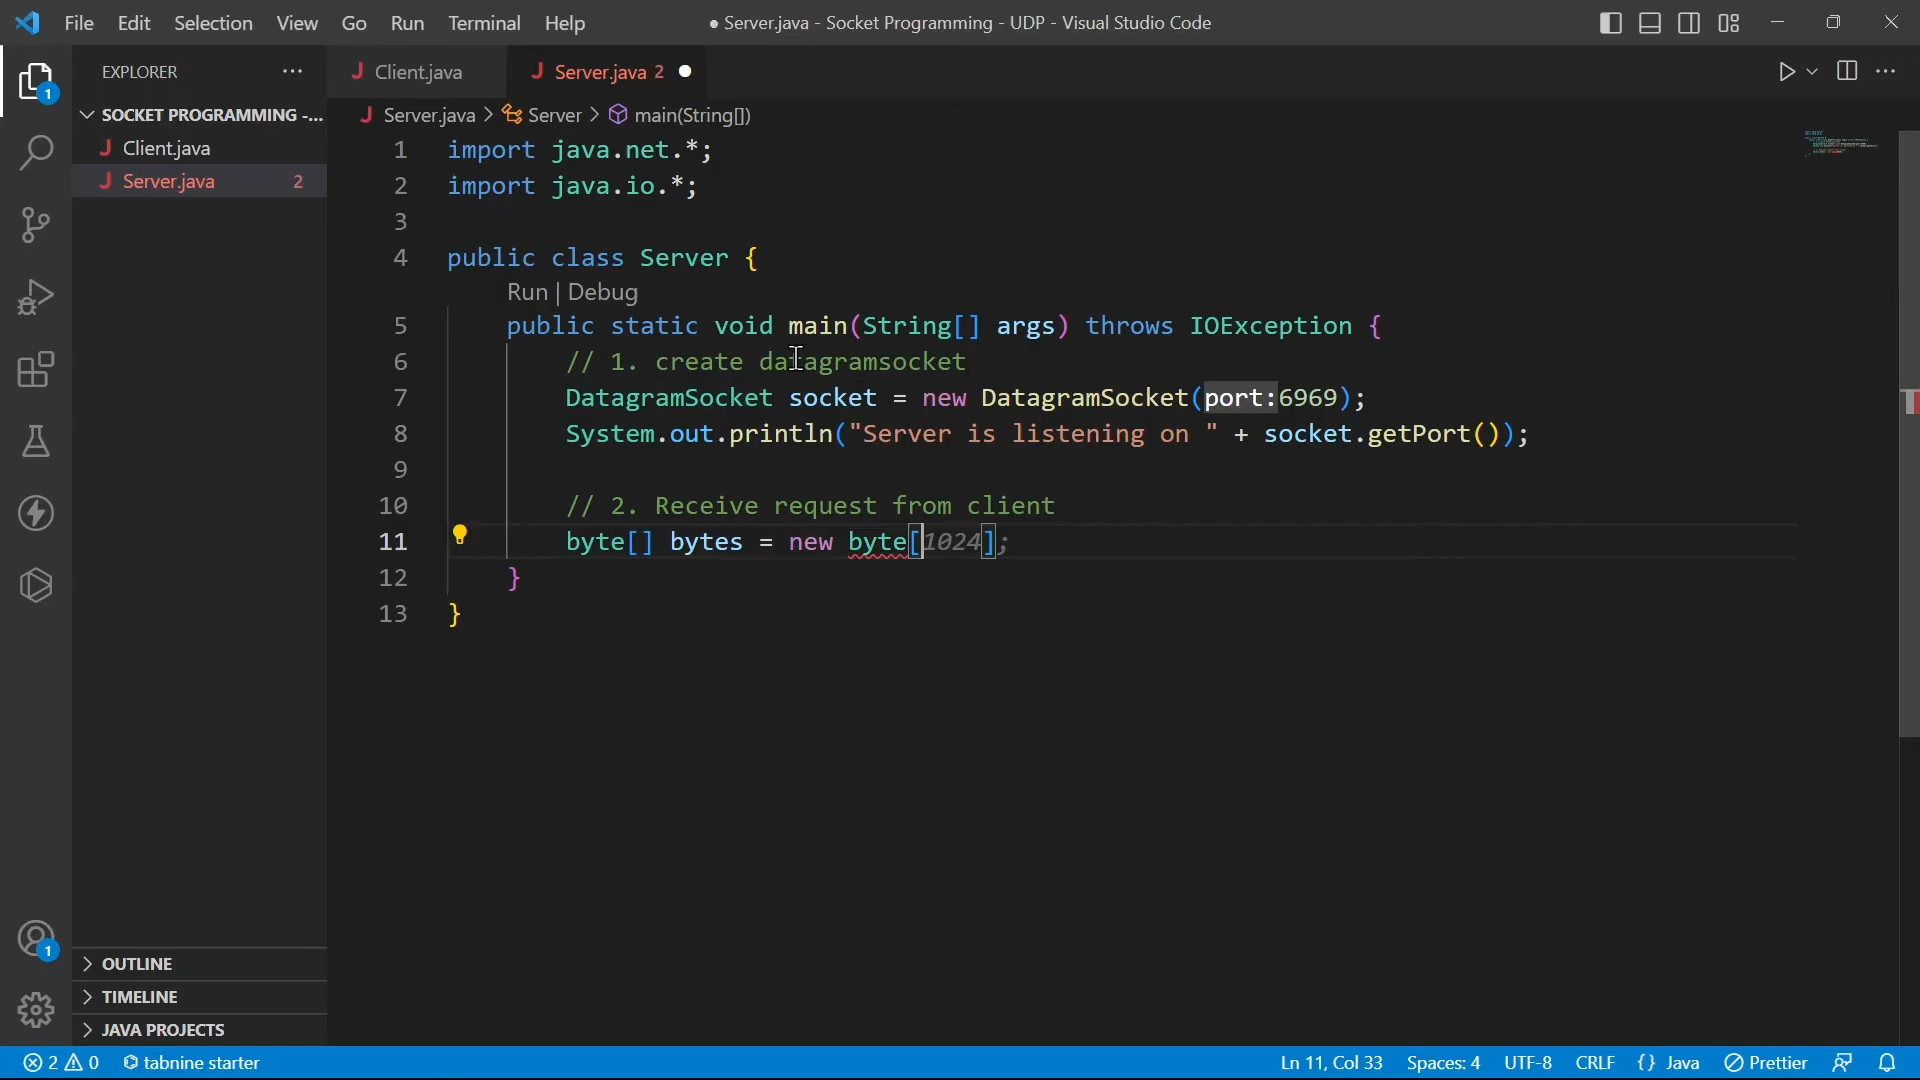 File Edit Selection View Go Run Terminal Help
● Server.java - Socket Programming - UDP - Visual Studio Code
EXPLORER
SOCKET PROGRAMMING -...
Client.java
Server.java 2
Client.java
Server.java 2
Server.java > Server > main(String[])
1 import java.net.*;
2 import java.io.*;
3
4 public class Server {
Run | Debug
5 public static void main(String[] args) throws IOException {
6 // 1. create datagramsocket
7 DatagramSocket socket = new DatagramSocket(port:6969);
8 System.out.println("Server is listening on " + socket.getPort());
9
10 // 2. Receive request from client
11 byte[] bytes = new byte[1024];
12 }
13 }
1
1
OUTLINE
TIMELINE
JAVA PROJECTS
2 0 tabnine starter
Ln 11, Col 33 Spaces: 4 UTF-8 CRLF {} Java Prettier